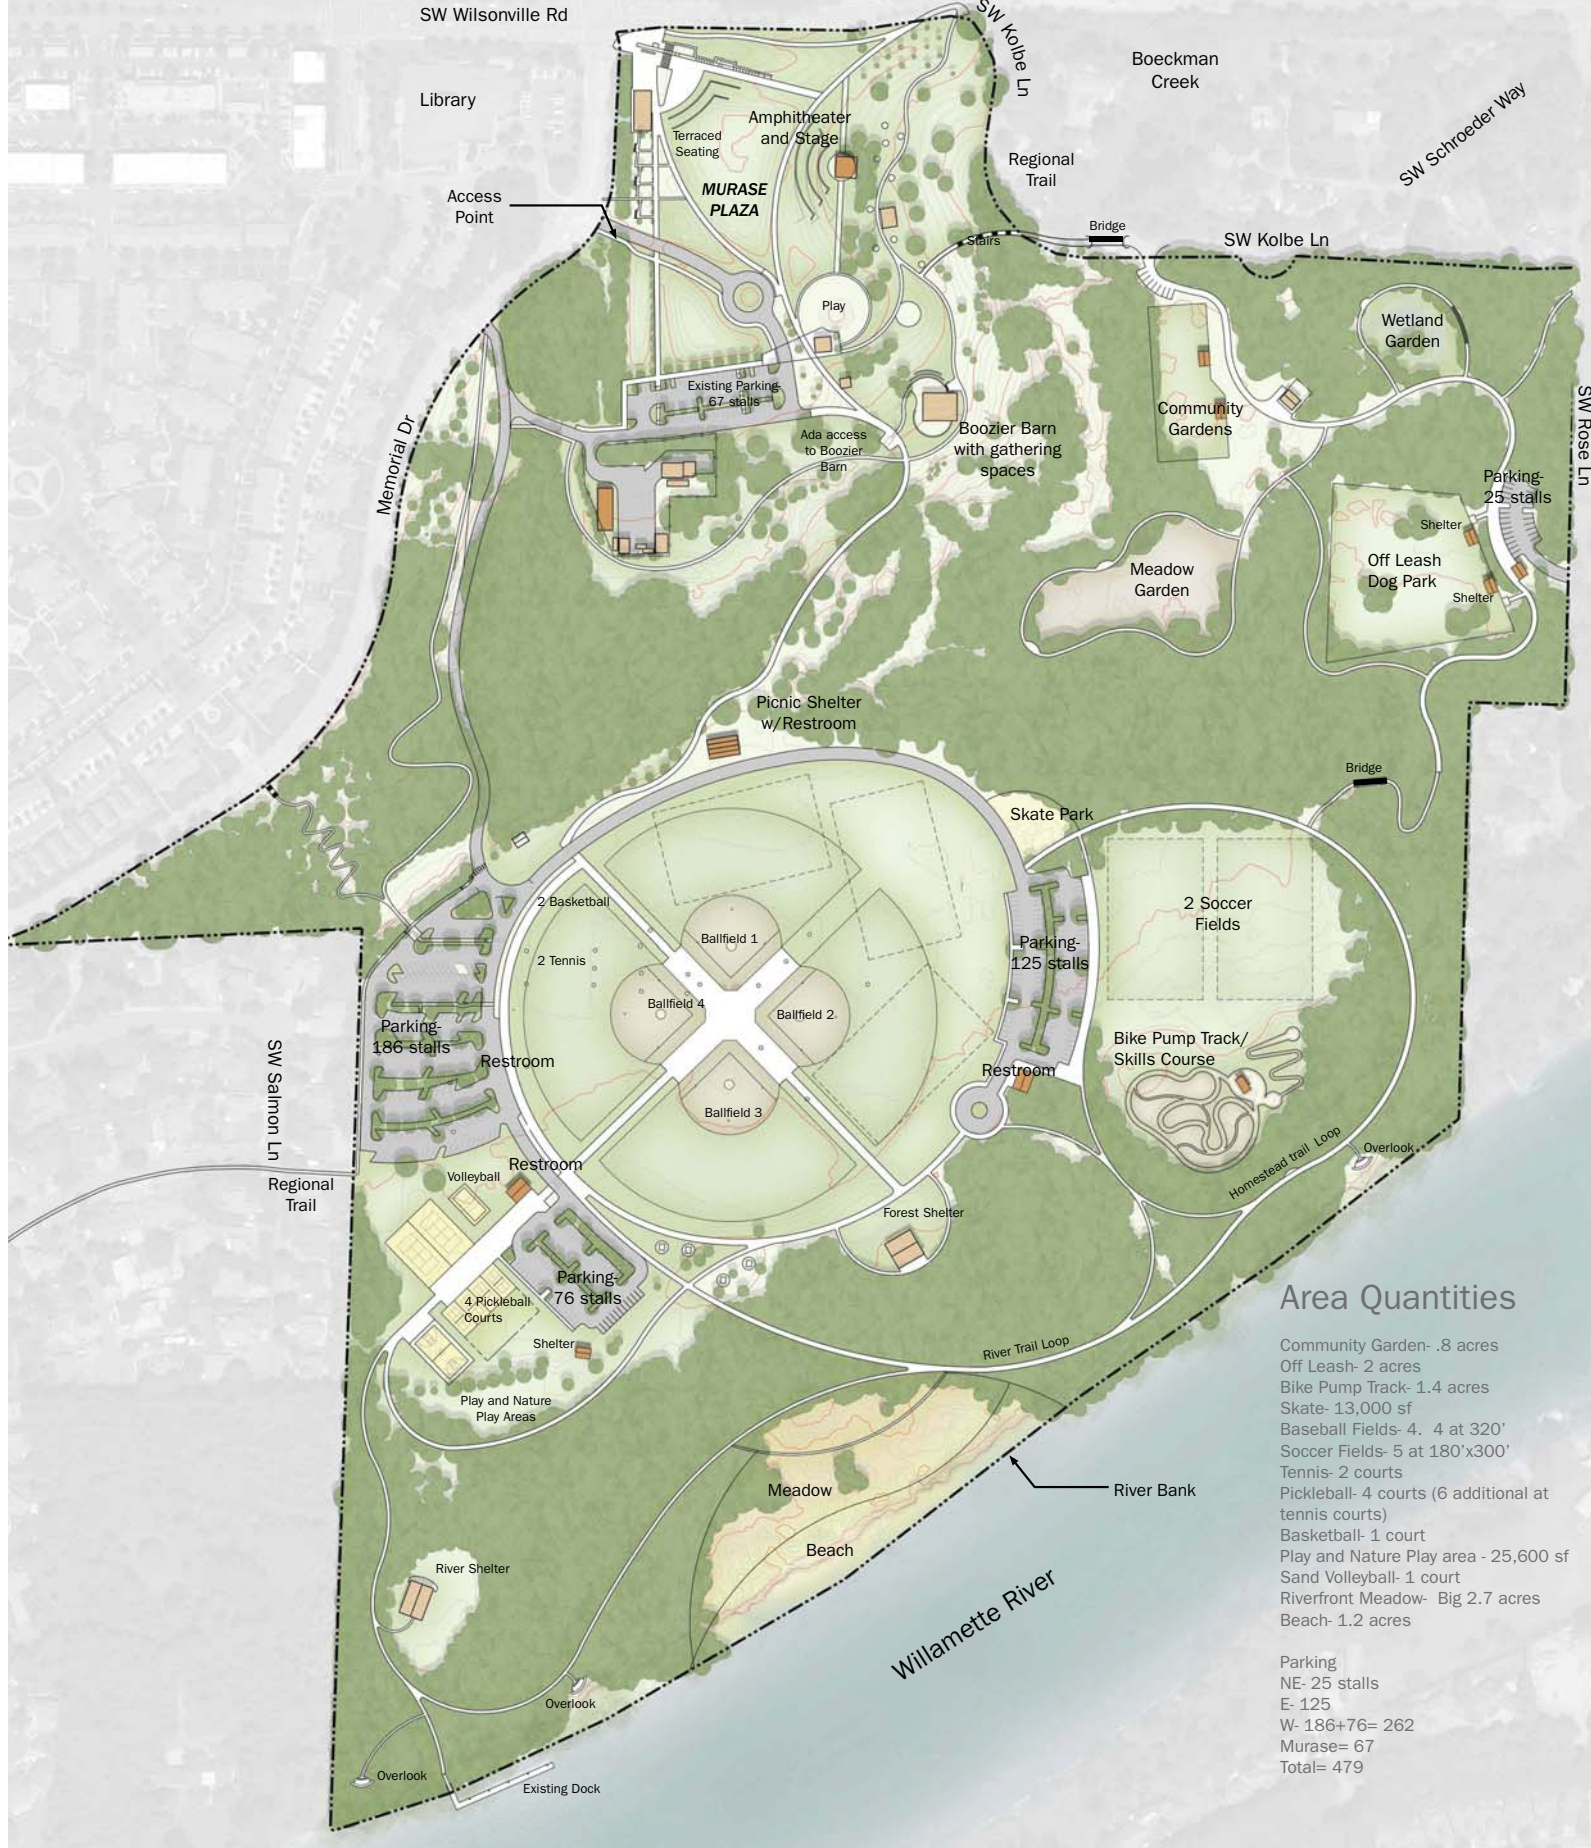 SW Wilsonville Rd
SW Kolbe Ln
Boeckman
Creek
Library
SW Schroeder Way
Amphitheater
and Stage
Terraced
Seating
Regional
Trail
MURASE
PLAZA
Access
Point
Bridge
Stairs
SW Kolbe Ln
Play
Wetland
Garden
Existing Parking-
67 stalls
SW Rose Ln
Community
Gardens
Memorial Dr
Ada access
to Boozier
Barn
Boozier Barn
with gathering
spaces
Parking-
25 stalls
Shelter
Off Leash
Dog Park
Meadow
Garden
Shelter
Picnic Shelter
w/Restroom
Bridge
Skate Park
2 Basketball
2 Soccer
Fields
Ballfield 1
Parking-
125 stalls
2 Tennis
Ballfield 4
Ballfield 2
Parking-
186 stalls
Restroom
Bike Pump Track/
Skills Course
Restroom
SW Salmon Ln
Ballfield 3
Homestead trail Loop
Overlook
Restroom
Volleyball
Regional
Trail
Forest Shelter
Parking-
76 stalls
4 Pickleball
Courts
Shelter
River Trail Loop
Play and Nature
Play Areas
Meadow
River Bank
Beach
River Shelter
Willamette River
Overlook
Overlook
Existing Dock
Area Quantities
Community Garden- .8 acres
Off Leash- 2 acres
Bike Pump Track- 1.4 acres
Skate- 13,000 sf
Baseball Fields- 4.  4 at 320'
Soccer Fields- 5 at 180'x300'
Tennis- 2 courts
Pickleball- 4 courts (6 additional at
tennis courts)
Basketball- 1 court
Play and Nature Play area - 25,600 sf
Sand Volleyball- 1 court
Riverfront Meadow-  Big 2.7 acres
Beach- 1.2 acres
Parking
NE- 25 stalls
E- 125
W- 186+76= 262
Murase= 67
Total= 479